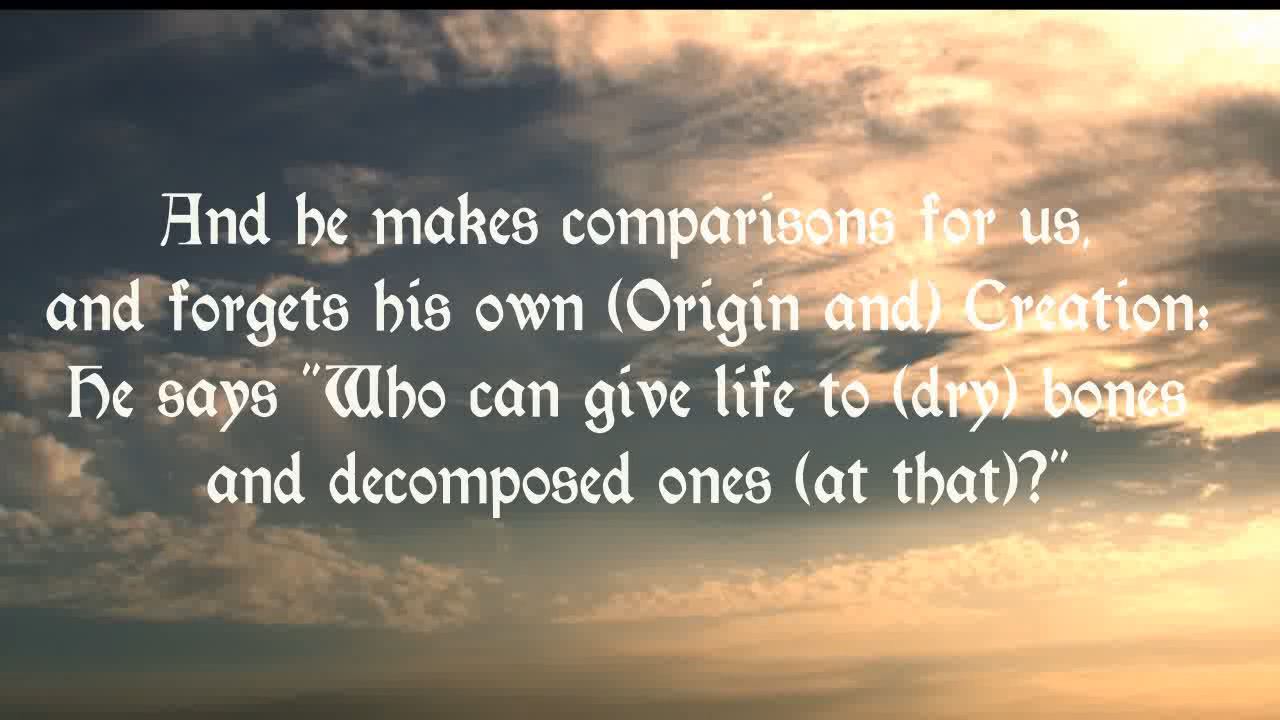 And he makes comparisons for us,
and forgets his own (Origin and) Creation:
He says "Who can give life to (dry) bones
and decomposed ones (at that)?"